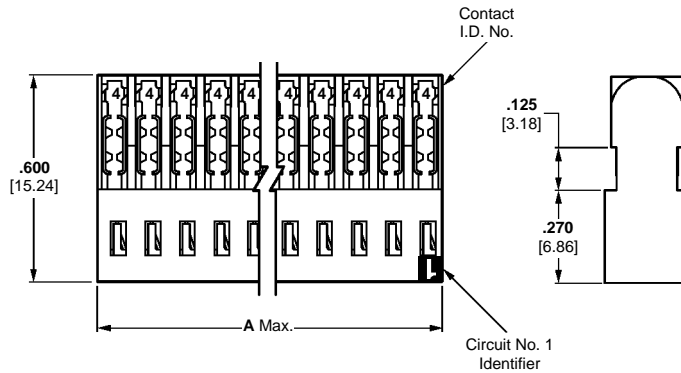 Contact
I.D. No.
4 4 4 4 4 4 4 4 4 4
.125
[3.18]
.600
[15.24]
.270
[6.86]
A Max.
Circuit No. 1
Identifier